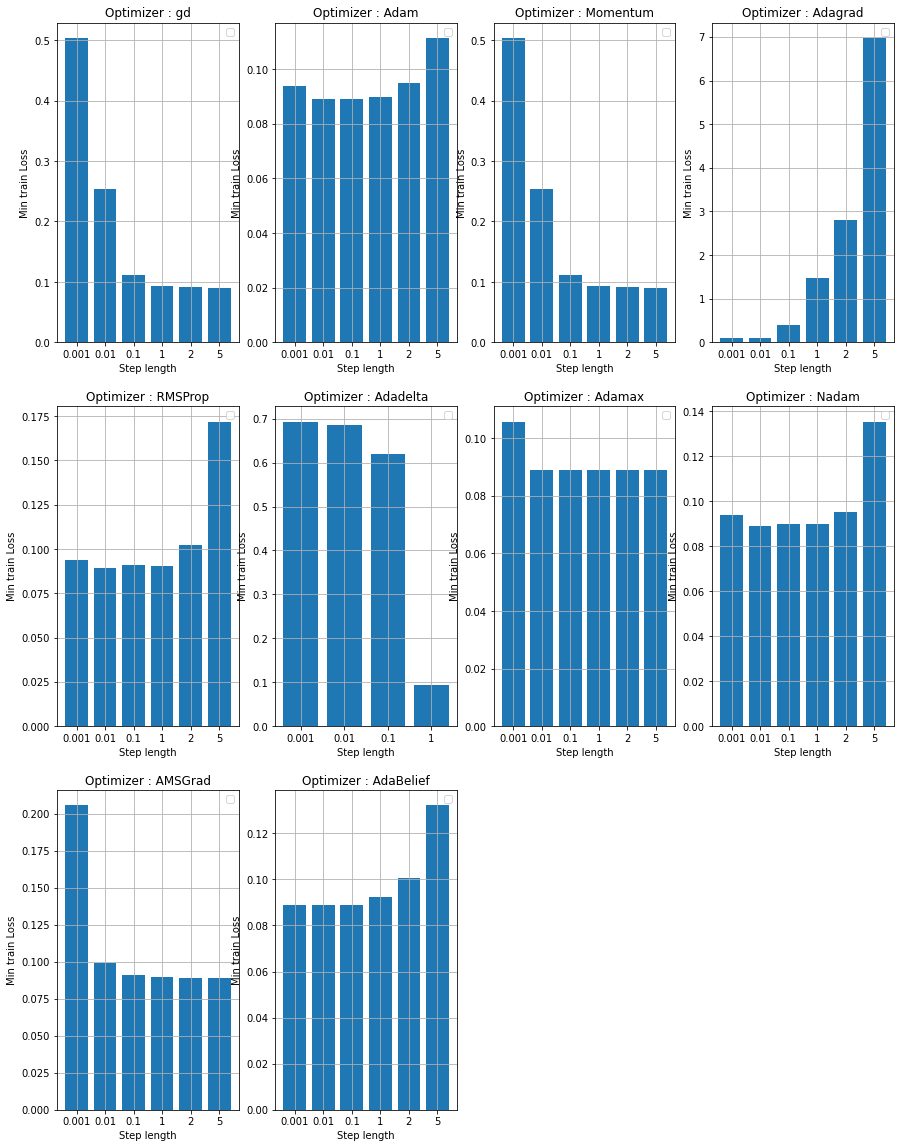 Optimizer : gd
Min train Loss
0.5
0.4
0.3
0.2
0.1
0.0
0.001 0.01 0.1 1 2 5
Step length
Optimizer : Adam
Min train Loss
0.10
0.08
0.06
0.04
0.02
0.00
0.001 0.01 0.1 1 2 5
Step length
Optimizer : Momentum
Min train Loss
0.5
0.4
0.3
0.2
0.1
0.0
0.001 0.01 0.1 1 2 5
Step length
Optimizer : Adagrad
Min train Loss
7
6
5
4
3
2
1
0
0.001 0.01 0.1 1 2 5
Step length
Optimizer : RMSProp
Min train Loss
0.175
0.150
0.125
0.100
0.075
0.050
0.025
0.000
0.001 0.01 0.1 1 2 5
Step length
Optimizer : Adadelta
Min train Loss
0.7
0.6
0.5
0.4
0.3
0.2
0.1
0.0
0.001 0.01 0.1 1
Step length
Optimizer : Adamax
Min train Loss
0.10
0.08
0.06
0.04
0.02
0.00
0.001 0.01 0.1 1 2 5
Step length
Optimizer : Nadam
Min train Loss
0.14
0.12
0.10
0.08
0.06
0.04
0.02
0.00
0.001 0.01 0.1 1 2 5
Step length
Optimizer : AMSGrad
Min train Loss
0.200
0.175
0.150
0.125
0.100
0.075
0.050
0.025
0.000
0.001 0.01 0.1 1 2 5
Step length
Optimizer : AdaBelief
Min train Loss
0.12
0.10
0.08
0.06
0.04
0.02
0.00
0.001 0.01 0.1 1 2 5
Step length